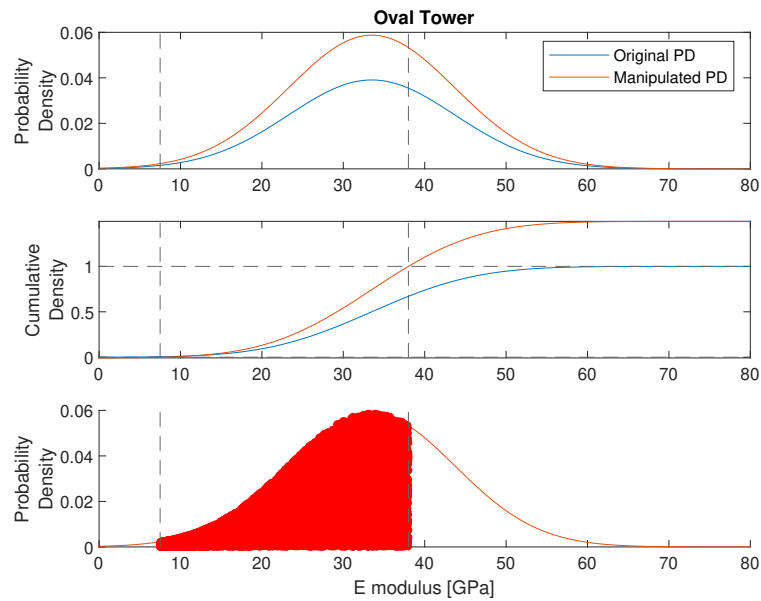 Oval Tower
0.06
0.04
0.02
0
Probability
Density
Original PD
Manipulated PD
0 10 20 30 40 50 60 70 80
1
0.5
0
Cumulative
Density
0 10 20 30 40 50 60 70 80
0.06
0.04
0.02
0
Probability
Density
0 10 20 30 40 50 60 70 80
E modulus [GPa]